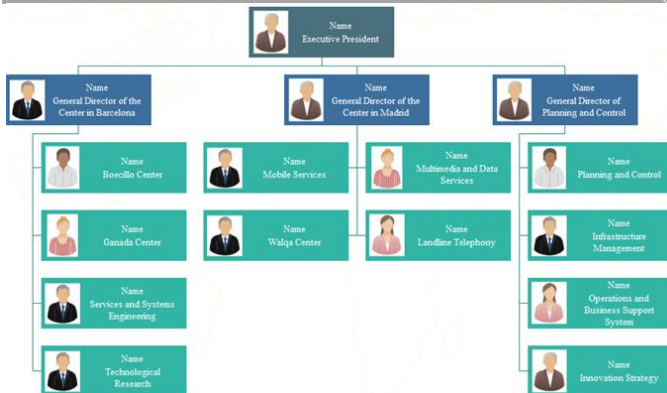 Name
Executive President
Name
General Director of the
Center in Barcelona
Name
General Director of the
Center in Madrid
Name
General Director of
Planning and Control
Name
Boecillo Center
Name
Mobile Services
Name
Multimedia and Data
Services
Name
Planning and Control
Name
Ganada Center
Name
Walqa Center
Name
Landline Telephony
Name
Infrastructure
Management
Name
Services and Systems
Engineering
Name
Operations and
Business Support
System
Name
Technological
Research
Name
Innovation Strategy